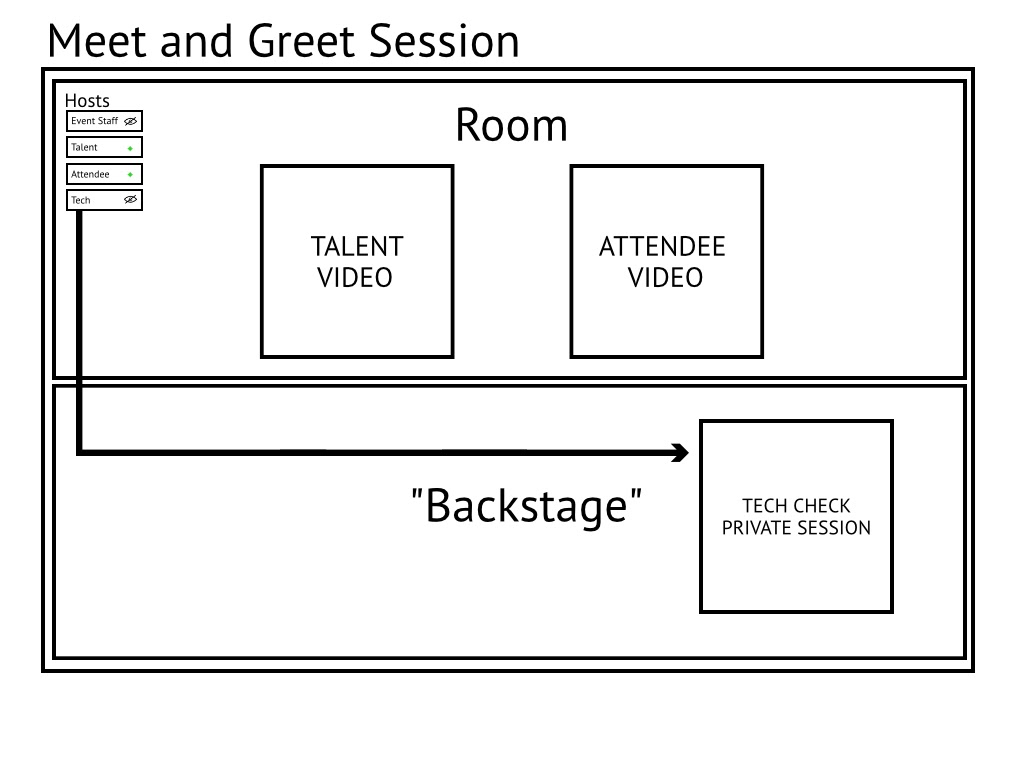 Meet and Greet Session
Hosts
Event Staff
Talent
Attendee
Tech
Room
TALENT
VIDEO
ATTENDEE
VIDEO
"Backstage"
TECH CHECK
PRIVATE SESSION